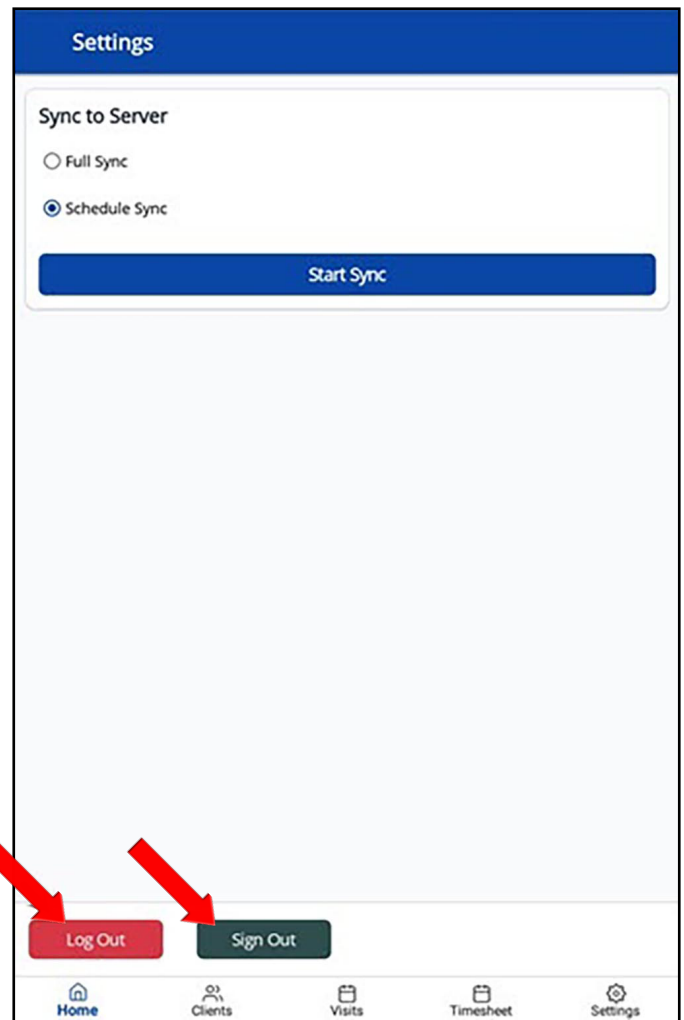 Settings
Sync to Server
Full Sync
Schedule Sync
Start Sync
Log Out Sign Out
Home Clients Visits Timesheet Settings